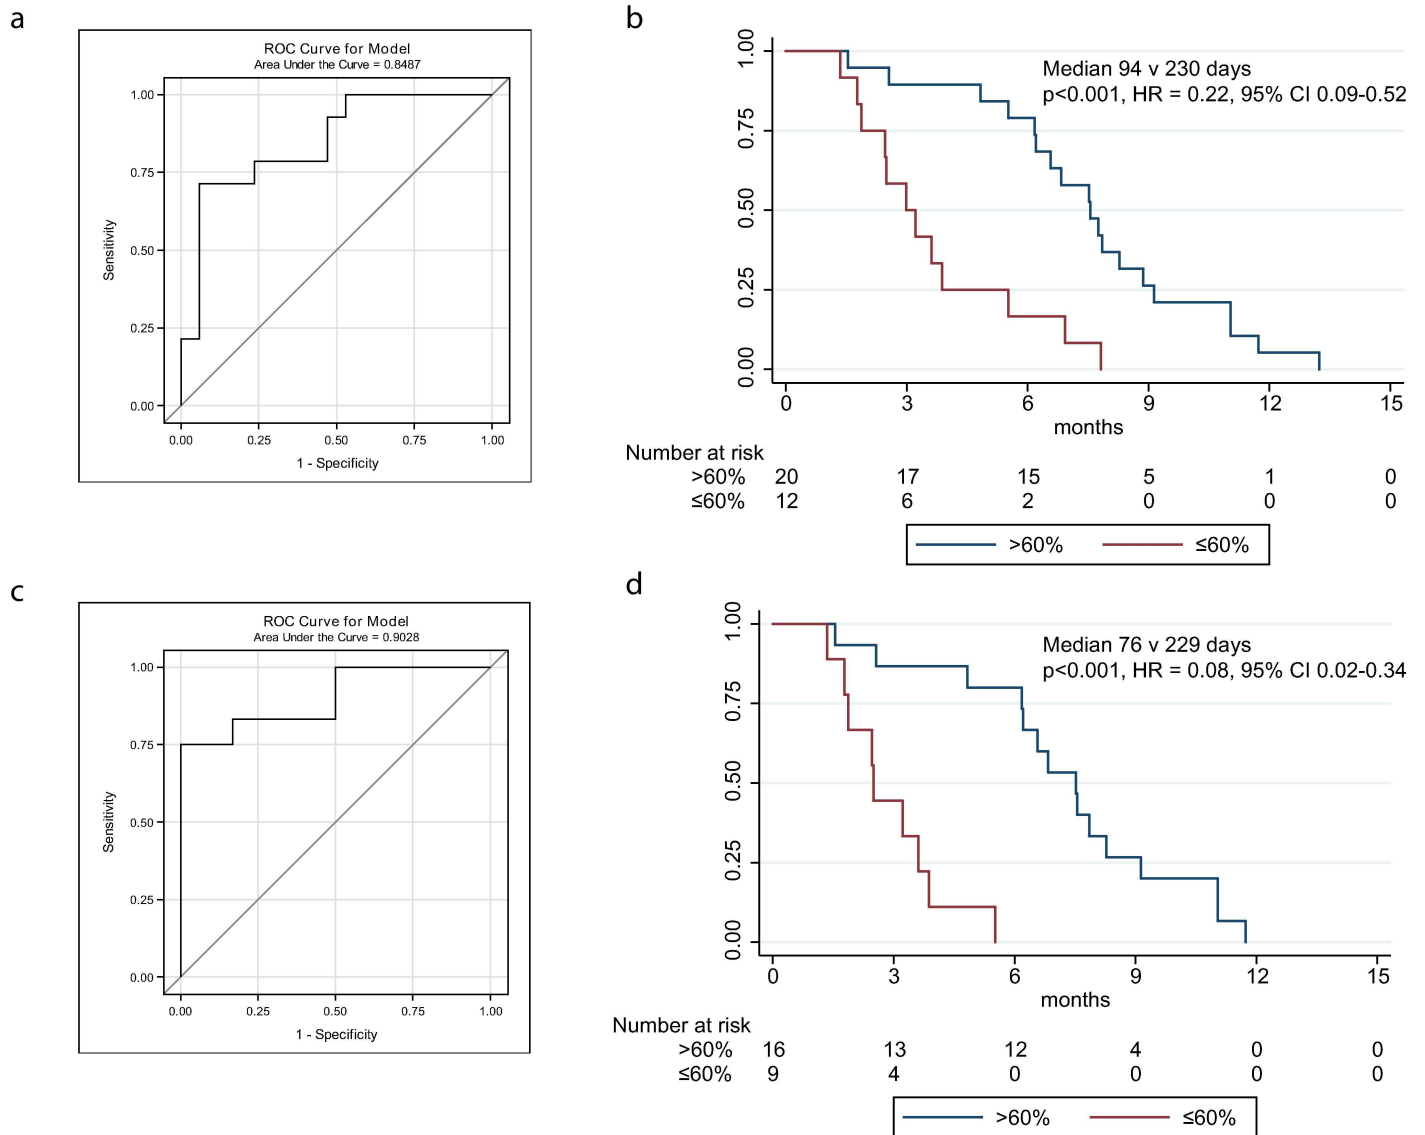 a
ROC Curve for Model
Area Under the Curve = 0.8487
1.00
0.75
0.50
0.25
0.00
Sensitivity
0.00 0.25 0.50 0.75 1.00
1 - Specificity
b
Median 94 v 230 days
p<0.001, HR = 0.22, 95% CI 0.09-0.52
1.00
0.75
0.50
0.25
0.00
0 3 6 9 12 15
months
Number at risk
>60% 20 17 15 5 1 0
≤60% 12 6 2 0 0 0
>60% ≤60%
c
ROC Curve for Model
Area Under the Curve = 0.9028
1.00
0.75
0.50
0.25
0.00
Sensitivity
0.00 0.25 0.50 0.75 1.00
1 - Specificity
d
Median 76 v 229 days
p<0.001, HR = 0.08, 95% CI 0.02-0.34
1.00
0.75
0.50
0.25
0.00
0 3 6 9 12 15
months
Number at risk
>60% 16 13 12 4 0 0
≤60% 9 4 0 0 0 0
>60% ≤60%